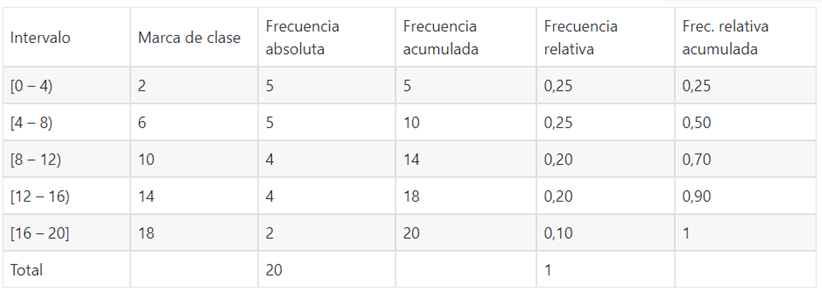 Intervalo Marca de clase Frecuencia absoluta Frecuencia acumulada Frecuencia relativa Frec. relativa acumulada
[0 – 4) 2 5 5 0,25 0,25
[4 – 8) 6 5 10 0,25 0,50
[8 – 12) 10 4 14 0,20 0,70
[12 – 16) 14 4 18 0,20 0,90
[16 – 20] 18 2 20 0,10 1
Total 20 1